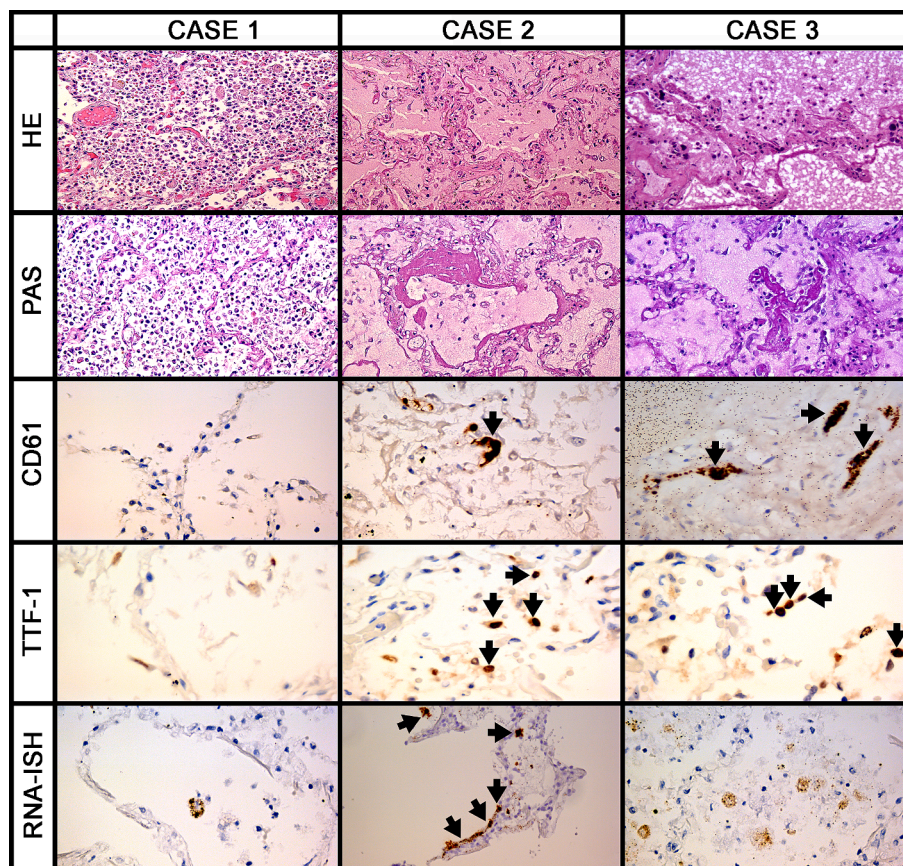 CASE 1 CASE 2 CASE 3
HE
PAS
CD61
TTF-1
RNA-ISH